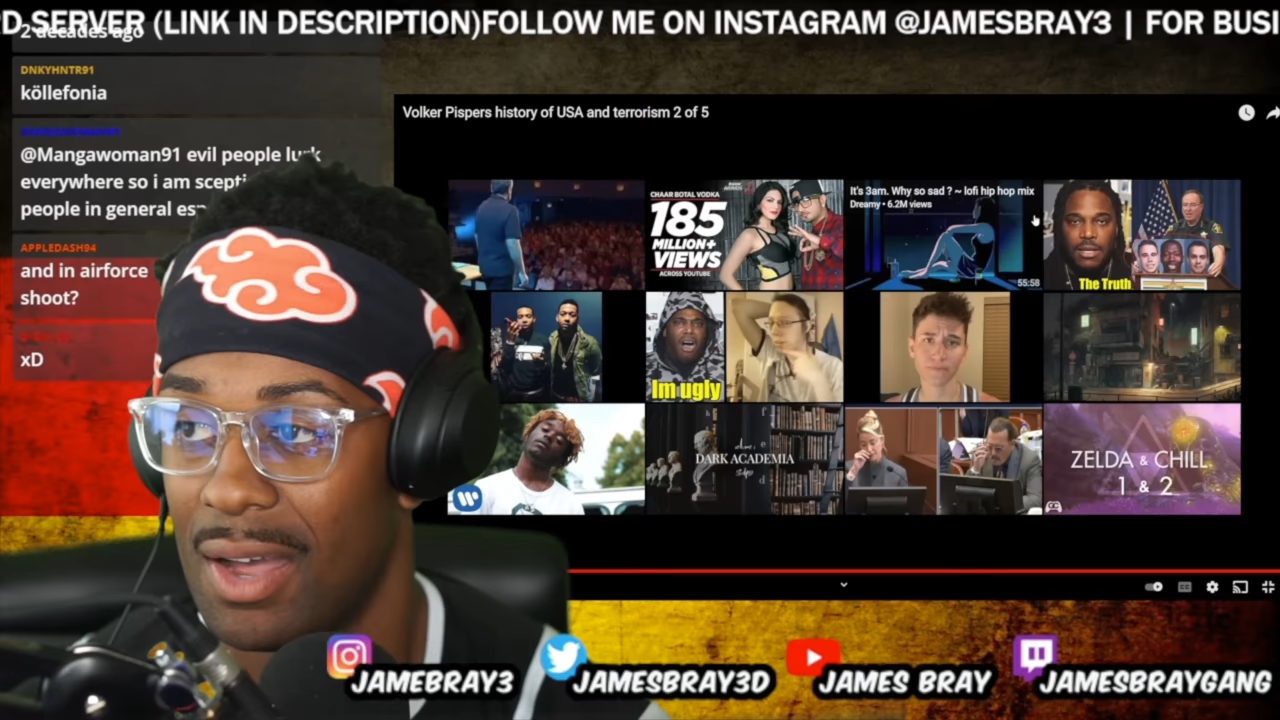 D SERVER (LINK IN DESCRIPTION)FOLLOW ME ON INSTAGRAM @JAMESBRAY3 | FOR BUSI
2 decades ago
DNKYHNTR91
köllefonia
@Mangawoman91 evil people lurk
everywhere so i am
people in general
APPLEDASH94
and in airforce
shoot?
xD
Volker Pispers history of USA and terrorism 2 of 5
CHAAR BOTAL VODKA
185
MILLION+
VIEWS
ACROSS YOUTUBE
It's 3am. Why so sad ? ~ lofi hip hop mix
Dreamy • 6.2M views
55:58
The Truth
Im ugly
DARK ACADEMIA
ZELDA & CHILL
1 & 2
JAMEBRAY3
JAMESBRAY3D
JAMES BRAY
JAMESBRAYGANG